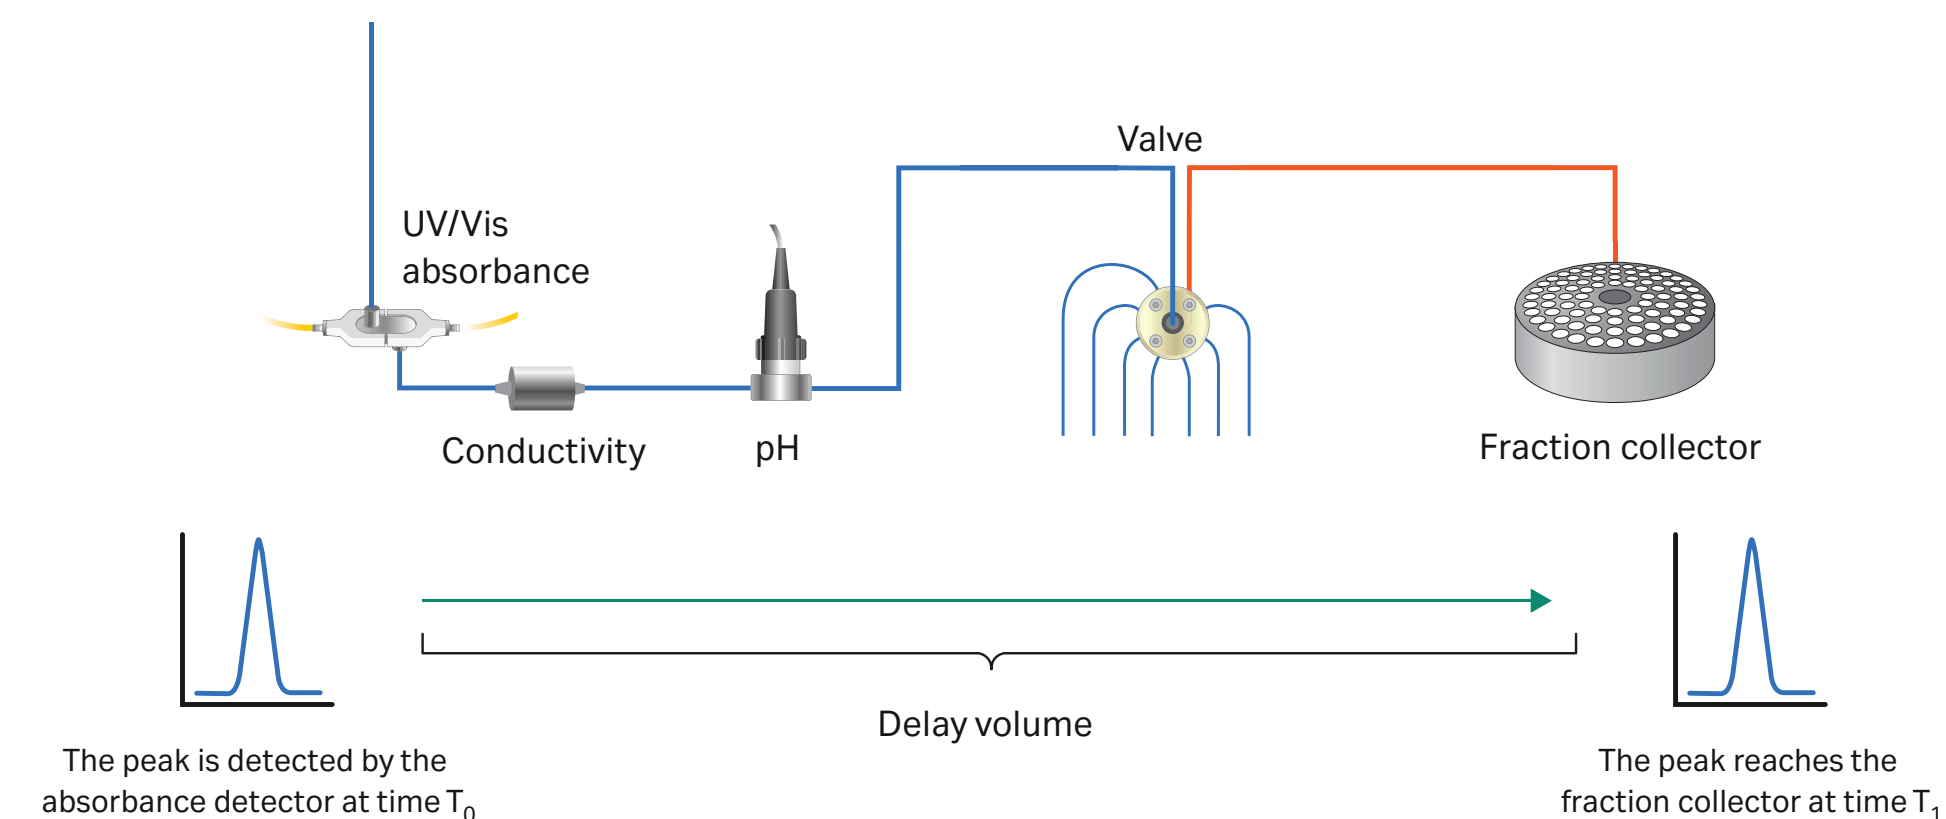 Valve
UV/Vis
absorbance
Conductivity
pH
Fraction collector
Delay volume
The peak is detected by the
absorbance detector at time T₀
The peak reaches the
fraction collector at time T₁